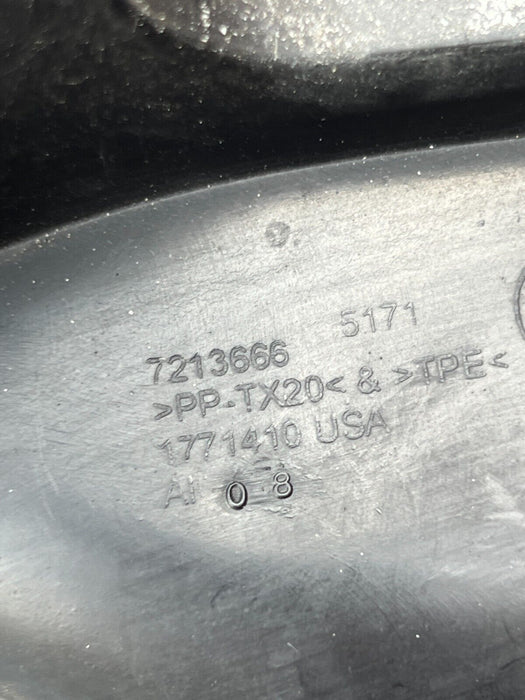 5171
7213666
>PP-TX20< & >TPE<
1771410 USA
AI 0 8